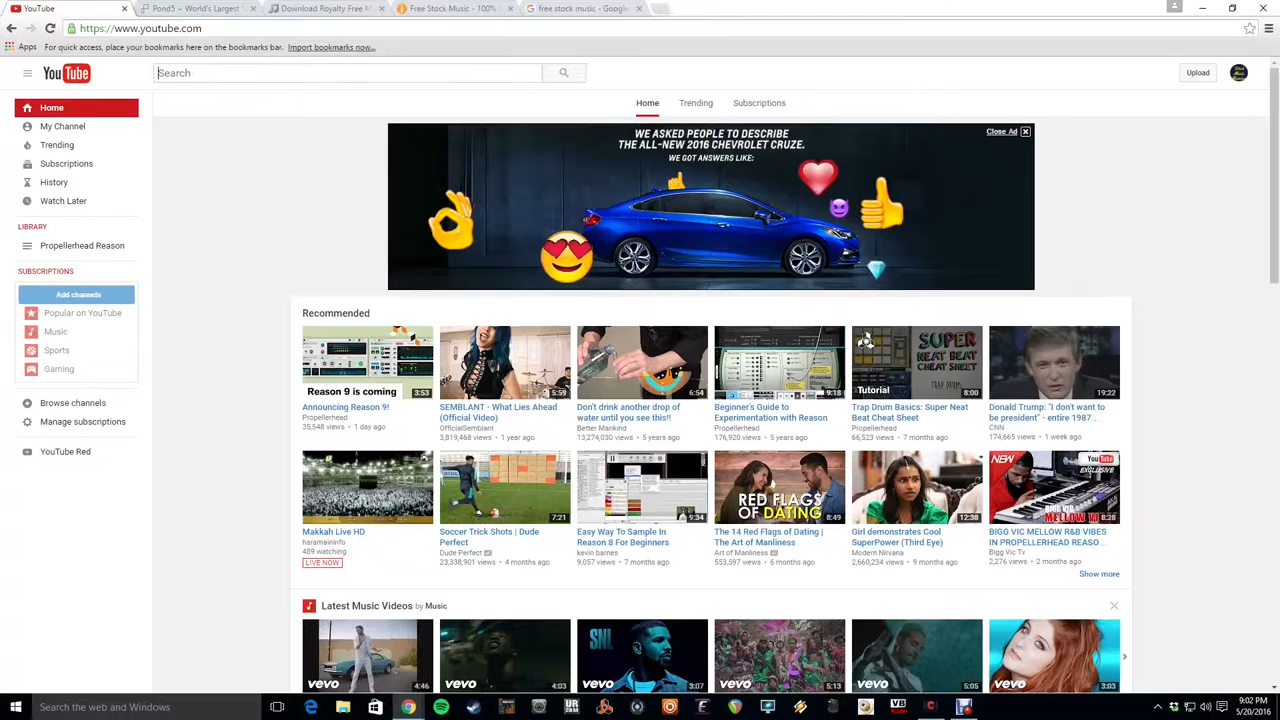 YouTube
Pond5 – World's Largest
Download Royalty Free M
Free Stock Music - 100%
free stock music - Google
https://www.youtube.com
Apps
For quick access, place your bookmarks here on the bookmarks bar.
Import bookmarks now...
YouTube
Search
Upload
Home
Trending
Subscriptions
Home
My Channel
Trending
Subscriptions
History
Watch Later
LIBRARY
Propellerhead Reason
SUBSCRIPTIONS
Add channels
Popular on YouTube
Music
Sports
Gaming
Browse channels
Manage subscriptions
YouTube Red
WE ASKED PEOPLE TO DESCRIBE
THE ALL-NEW 2016 CHEVROLET CRUZE.
WE GOT ANSWERS LIKE:
Close Ad
Recommended
Reason 9 is coming
3:53
Announcing Reason 9!
Propellerhead
35,548 views • 1 day ago
5:59
SEMBLANT - What Lies Ahead
(Official Video)
OfficialSemblant
3,819,468 views • 1 year ago
6:54
Don't drink another drop of
water until you see this!!
Better Mankind
13,274,030 views • 5 years ago
9:18
Beginner's Guide to
Experimentation with Reason
Propellerhead
176,920 views • 5 years ago
SUPER
NEAT BEAT
CHEAT SHEET
TRAP DRUM
Tutorial
8:00
Trap Drum Basics: Super Neat
Beat Cheat Sheet
Propellerhead
66,523 views • 7 months ago
19:22
Donald Trump: "I don't want to
be president" - entire 1987...
CNN
174,665 views • 1 week ago
Makkah Live HD
haramaininfo
489 watching
LIVE NOW
7:21
Soccer Trick Shots | Dude
Perfect
Dude Perfect
23,338,901 views • 4 months ago
9:34
Easy Way To Sample In
Reason 8 For Beginners
kevin barnes
9,057 views • 7 months ago
RED FLAGS
OF DATING
8:49
The 14 Red Flags of Dating |
The Art of Manliness
Art of Manliness
553,597 views • 6 months ago
12:38
Girl demonstrates Cool
SuperPower (Third Eye)
Modern Nirvana
2,660,234 views • 9 months ago
NEW
YouTube
EXCLUSIVE
BIGG VIC MELLOW
8:28
BIGG VIC MELLOW R&B VIBES
IN PROPELLERHEAD REASO...
Bigg Vic Tv
2,276 views • 2 months ago
Show more
Latest Music Videos by Music
vevo
4:46
vevo
4:03
SNL
vevo
3:07
vevo
5:13
vevo
5:05
vevo
3:03
Search the web and Windows
9:02 PM
5/20/2016